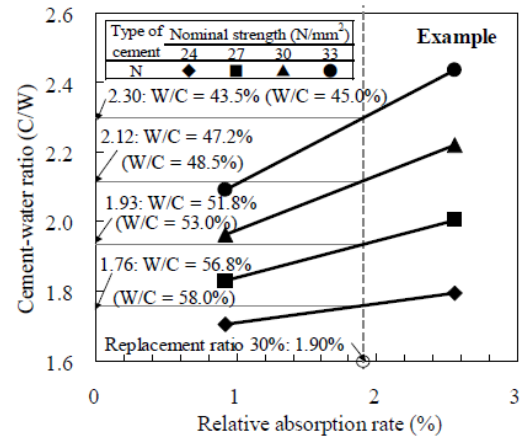 Type of cement Nominal strength (N/mm²)
24 27 30 33
N
Example
2.30: W/C = 43.5% (W/C = 45.0%)
2.12: W/C = 47.2%
(W/C = 48.5%)
1.93: W/C = 51.8%
(W/C = 53.0%)
1.76: W/C = 56.8%
(W/C = 58.0%)
Replacement ratio 30%: 1.90%
Cement-water ratio (C/W)
2.6
2.4
2.2
2.0
1.8
1.6
0 1 2 3
Relative absorption rate (%)